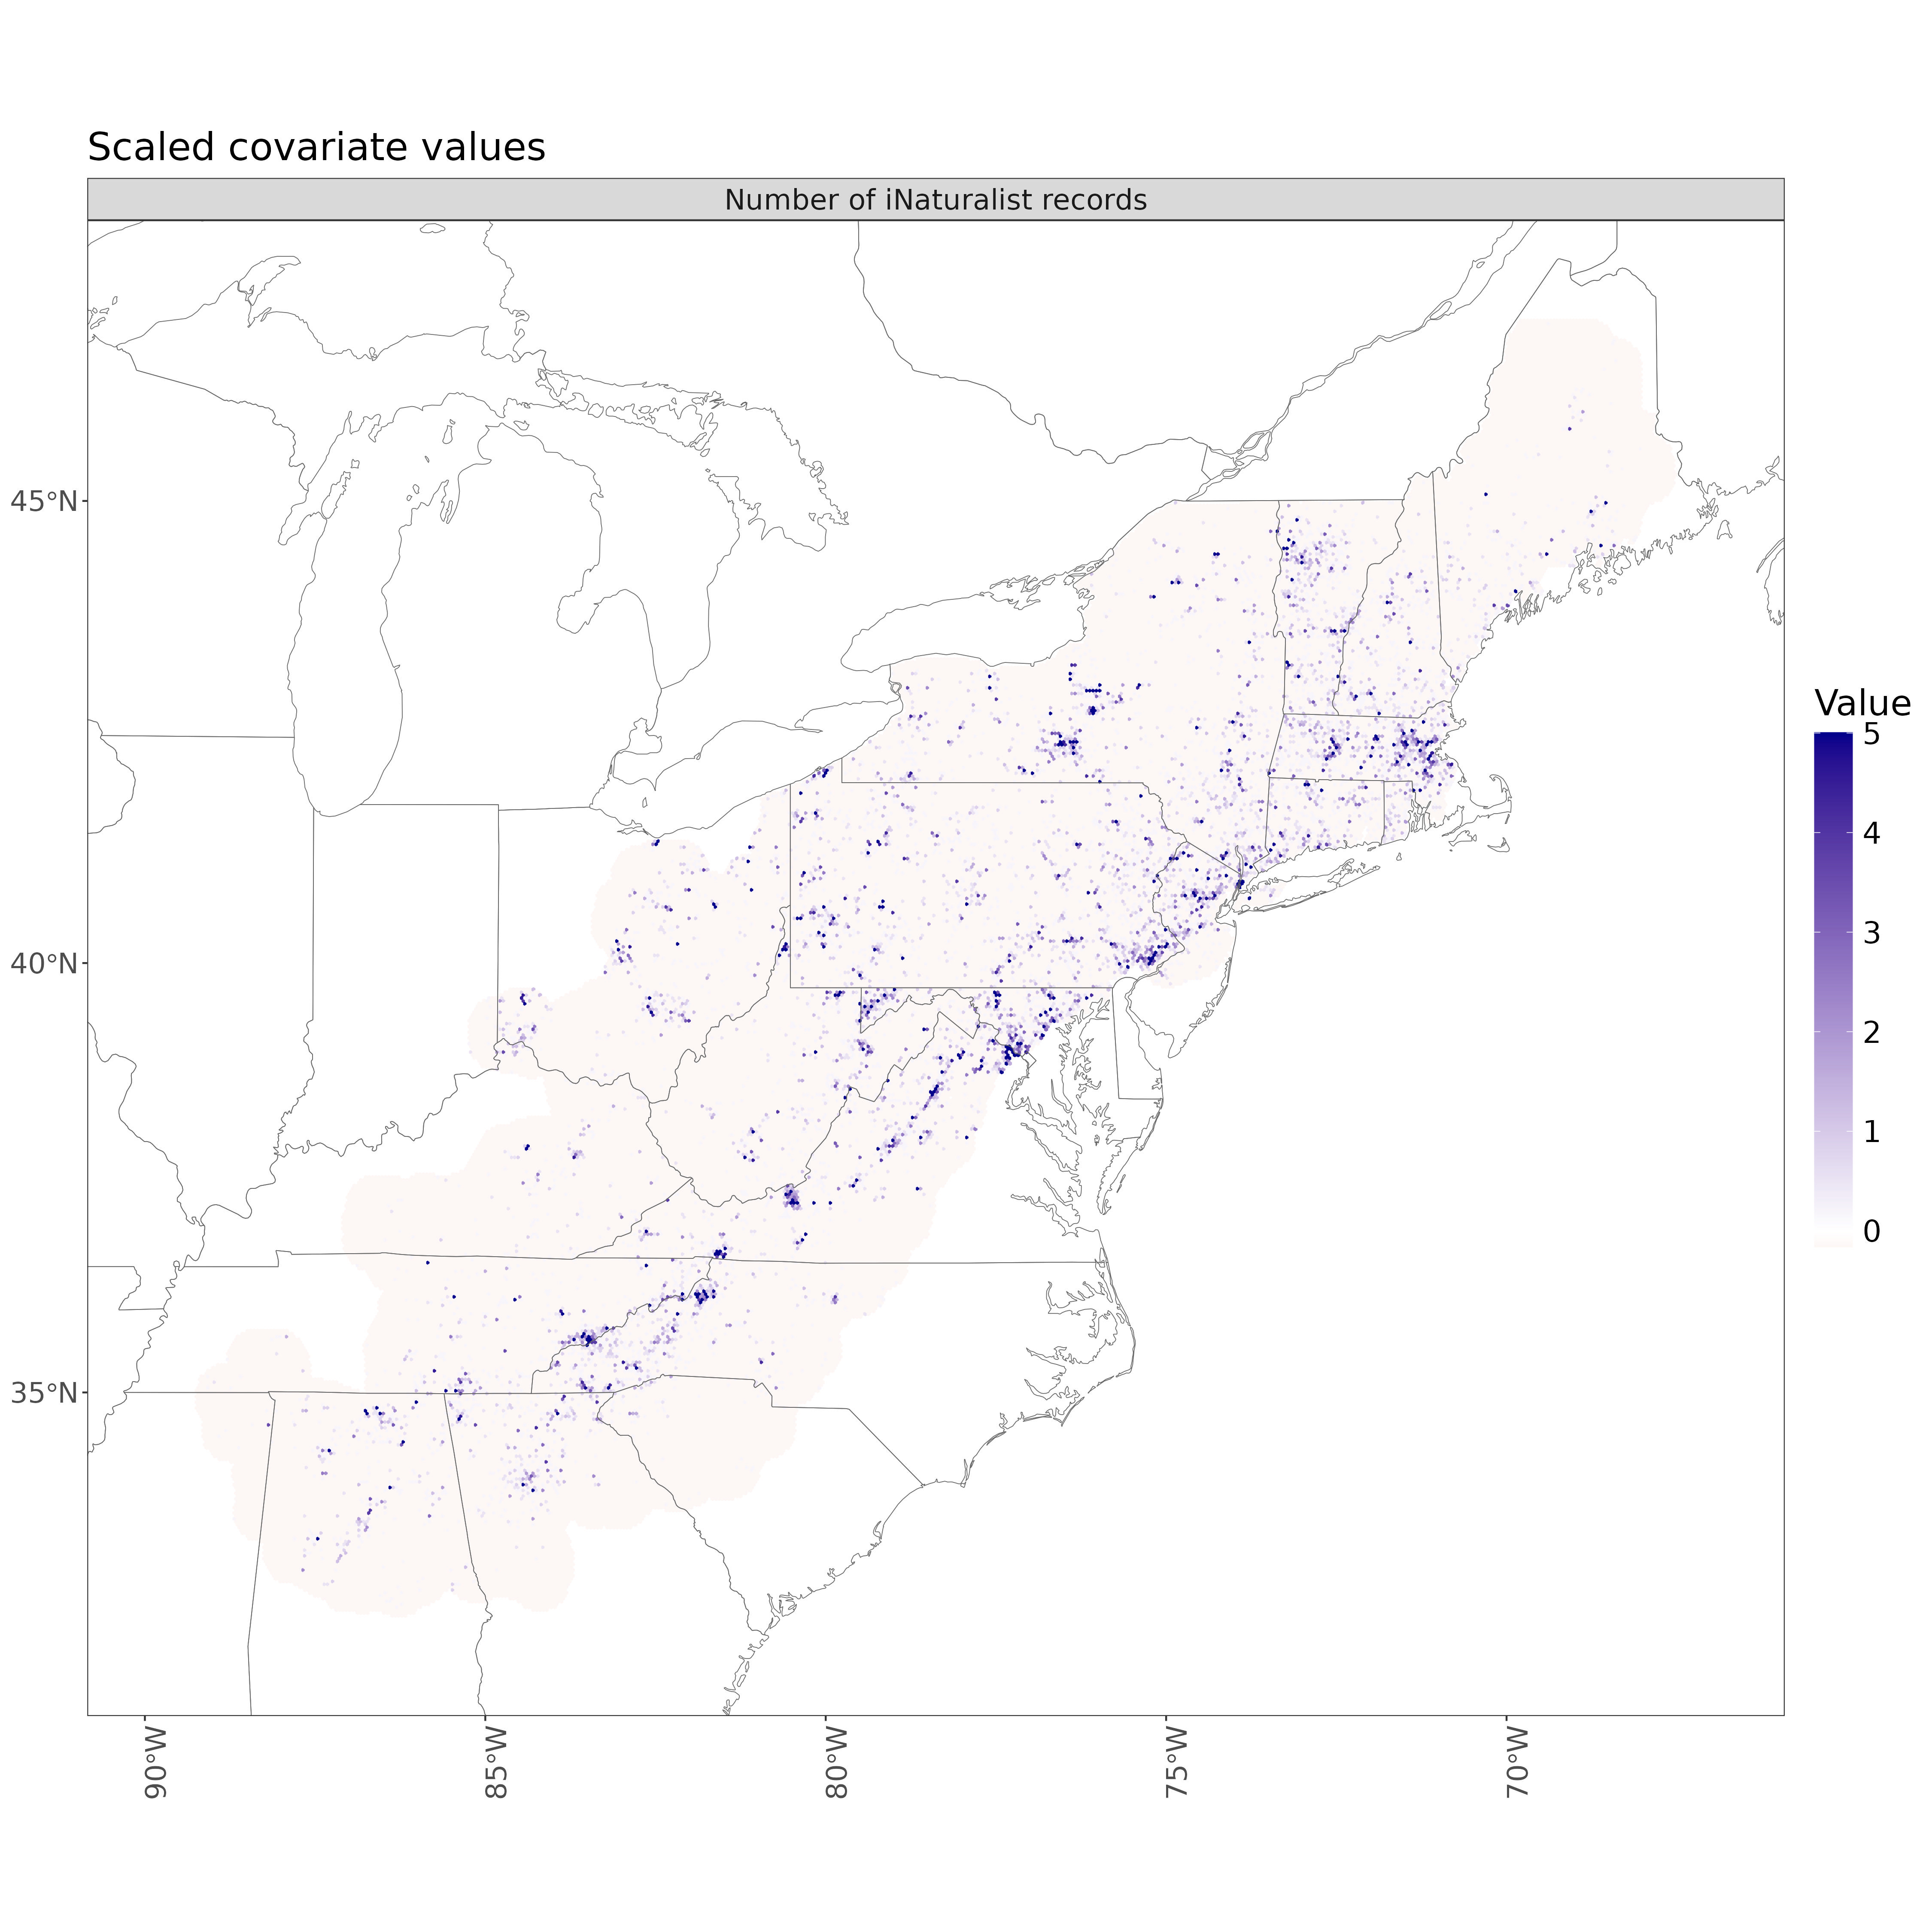 Scaled covariate values
Number of iNaturalist records
45°N
40°N
35°N
90°W
85°W
80°W
75°W
70°W
Value
5
4
3
2
1
0